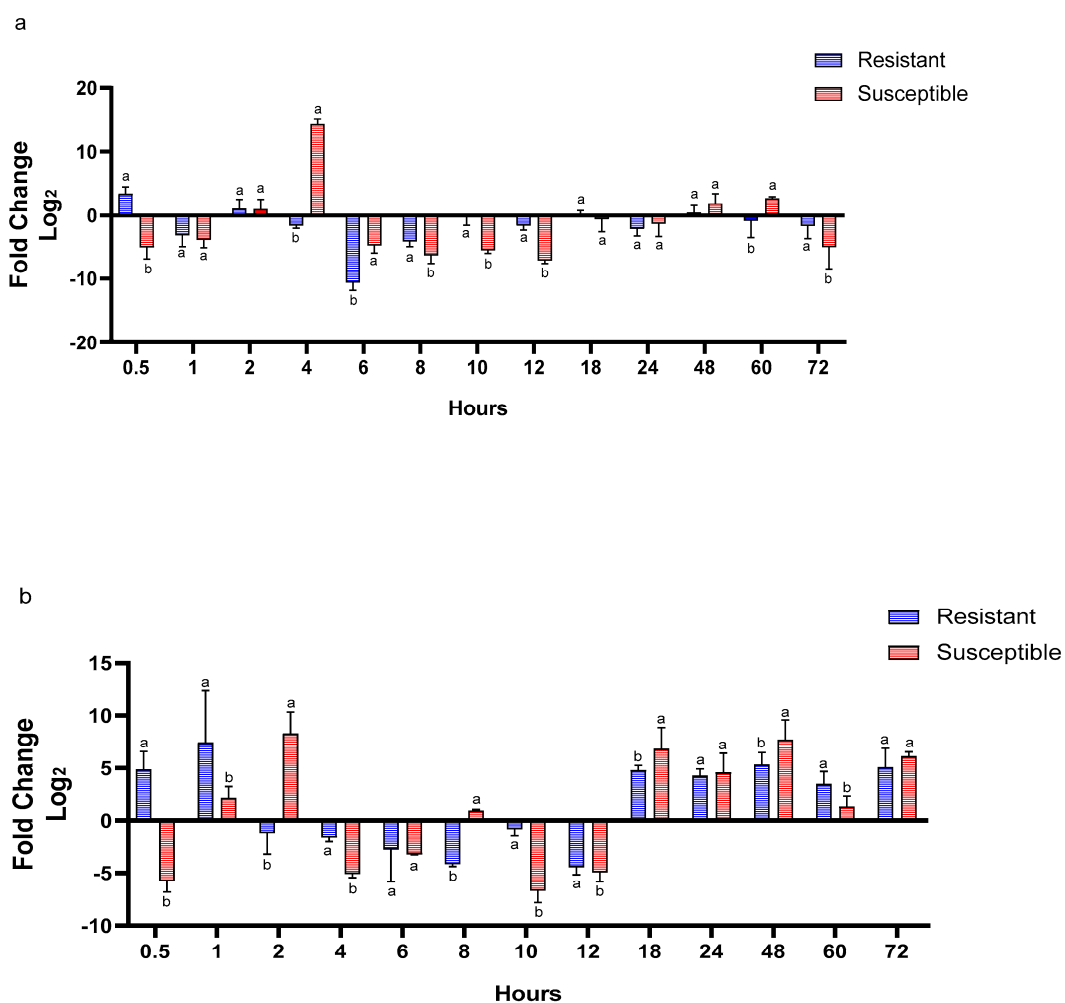 a
Resistant
Susceptible
20
10
0
-10
-20
Fold Change
Log2
a a a a a a a a
b a a b a a a b a b a b a a a b a b
b
0.5 1 2 4 6 8 10 12 18 24 48 60 72
Hours
b
Resistant
Susceptible
15
10
5
0
-5
-10
Fold Change
Log2
a a b a a b a a a b a a b a a
b b a b a a b a b a b
0.5 1 2 4 6 8 10 12 18 24 48 60 72
Hours